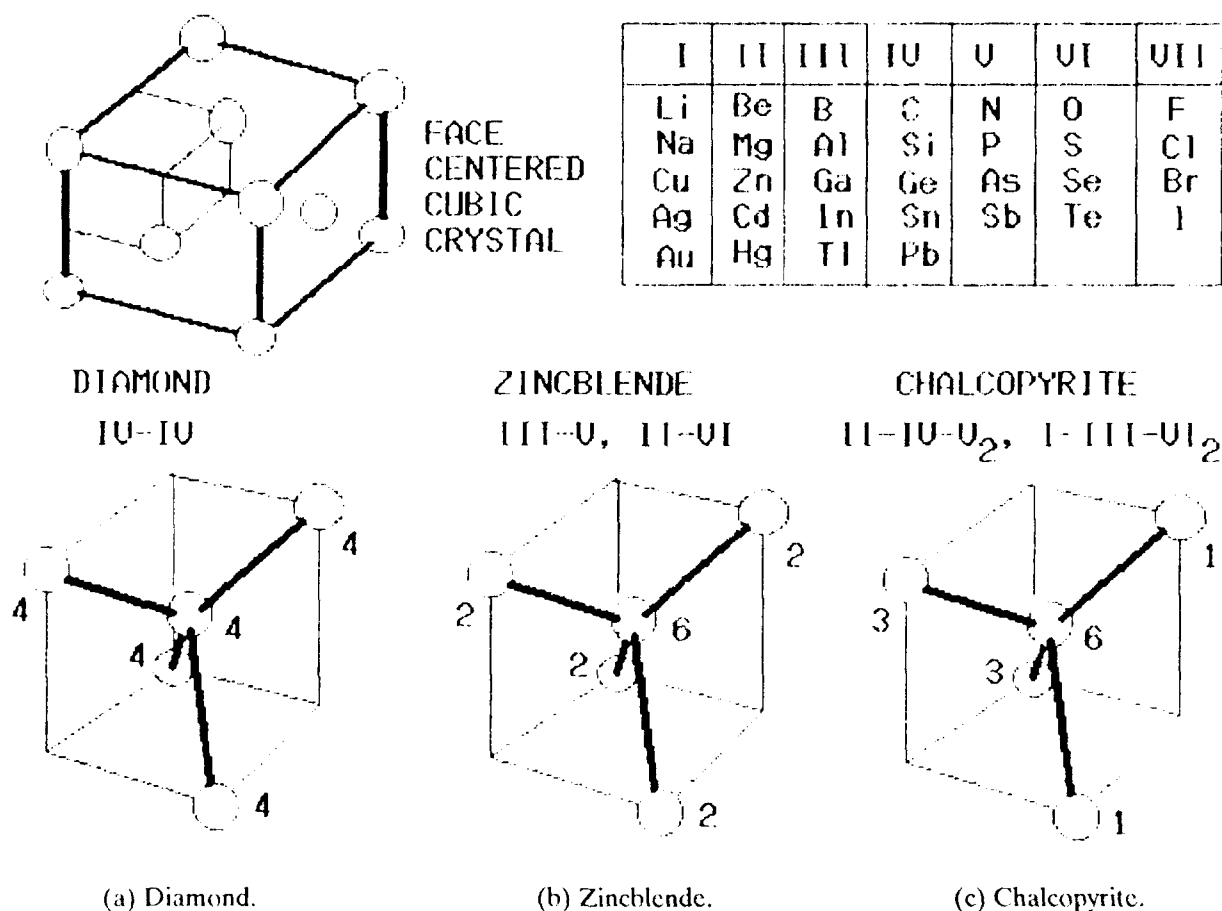 FACE
CENTERED
CUBIC
CRYSTAL
I II III IV V VI VII
Li Be B C N O F
Na Mg Al Si P S Cl
Cu Zn Ga Ge As Se Br
Ag Cd In Sn Sb Te I
Au Hg Tl Pb
DIAMOND
IV-IV
4
4
4
4
4
(a) Diamond.
ZINCBLENDE
III-V, II-VI
2
2
6
2
2
(b) Zincblende.
CHALCOPYRITE
II-IV-V2, I-III-VI2
1
3
6
3
1
(c) Chalcopyrite.